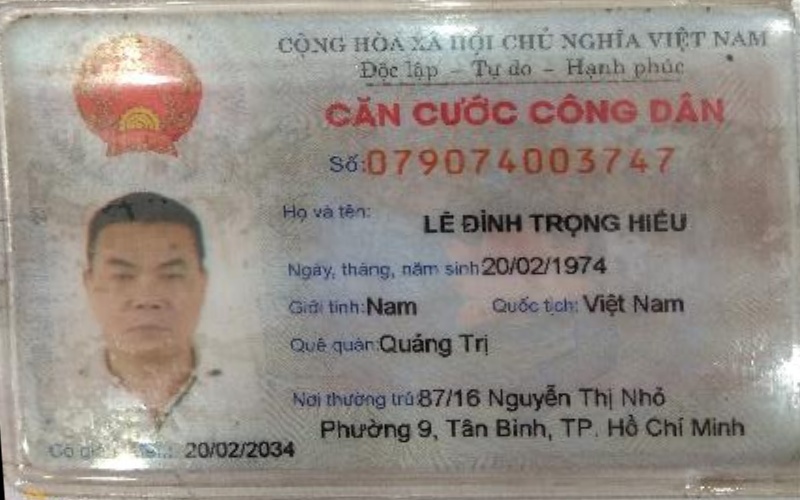 CỘNG HÒA XÃ HỘI CHỦ NGHĨA VIỆT NAM
Độc lập - Tự do - Hạnh phúc
CĂN CƯỚC CÔNG DÂN
Số: 079074003747
Họ và tên: LÊ ĐÌNH TRỌNG HIẾU
Ngày, tháng, năm sinh: 20/02/1974
Giới tính: Nam Quốc tịch: Việt Nam
Quê quán: Quảng Trị
Nơi thường trú: 87/16 Nguyễn Thị Nhỏ
Phường 9, Tân Bình, TP. Hồ Chí Minh
Có giá 20/02/2034